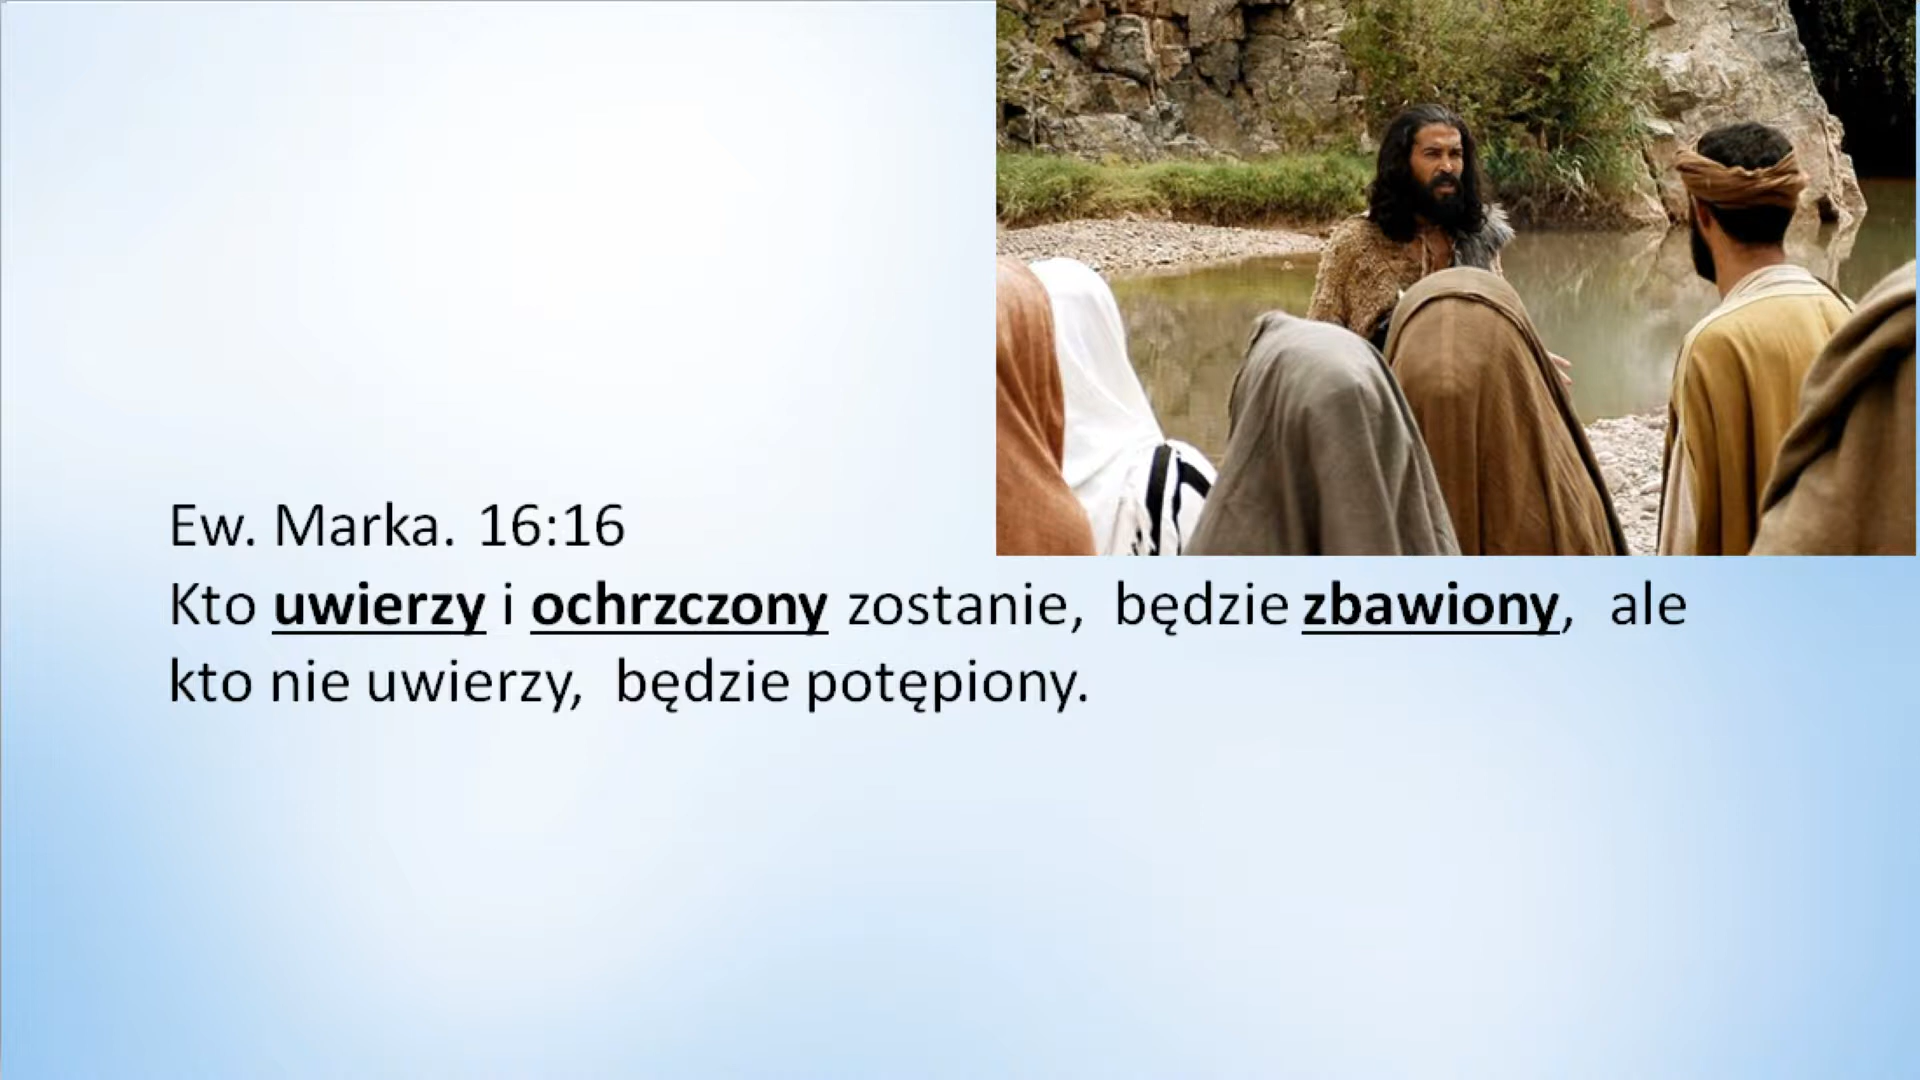 Ew. Marka. 16:16
Kto uwierzy i ochrzczony zostanie, będzie zbawiony, ale
kto nie uwierzy, będzie potępiony.